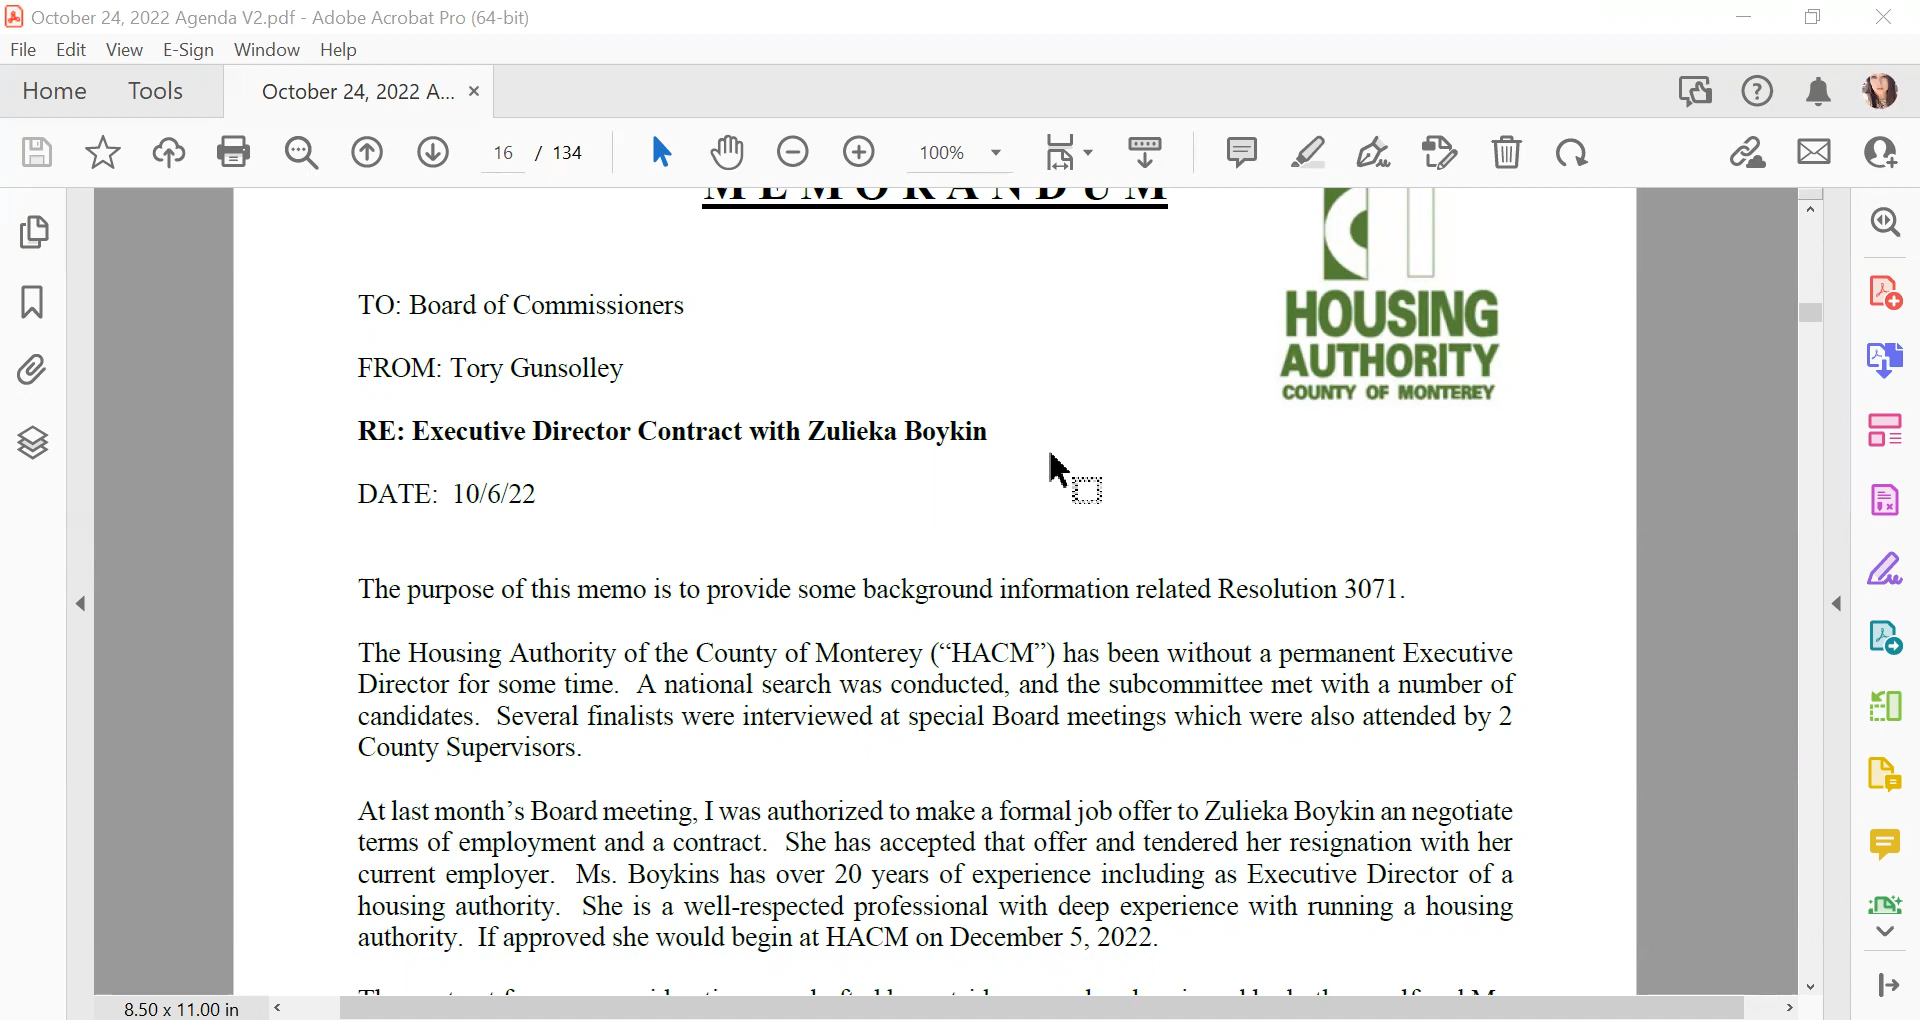 October 24, 2022 Agenda V2.pdf - Adobe Acrobat Pro (64-bit)
File Edit View E-Sign Window Help
Home Tools October 24, 2022 A... ×
16 / 134 100%
MEMORANDUM
HOUSING
AUTHORITY
COUNTY OF MONTEREY
TO: Board of Commissioners
FROM: Tory Gunsolley
RE: Executive Director Contract with Zulieka Boykin
DATE: 10/6/22
The purpose of this memo is to provide some background information related Resolution 3071.
The Housing Authority of the County of Monterey (“HACM”) has been without a permanent Executive
Director for some time. A national search was conducted, and the subcommittee met with a number of
candidates. Several finalists were interviewed at special Board meetings which were also attended by 2
County Supervisors.
At last month’s Board meeting, I was authorized to make a formal job offer to Zulieka Boykin an negotiate
terms of employment and a contract. She has accepted that offer and tendered her resignation with her
current employer. Ms. Boykins has over 20 years of experience including as Executive Director of a
housing authority. She is a well-respected professional with deep experience with running a housing
authority. If approved she would begin at HACM on December 5, 2022.
8.50 x 11.00 in